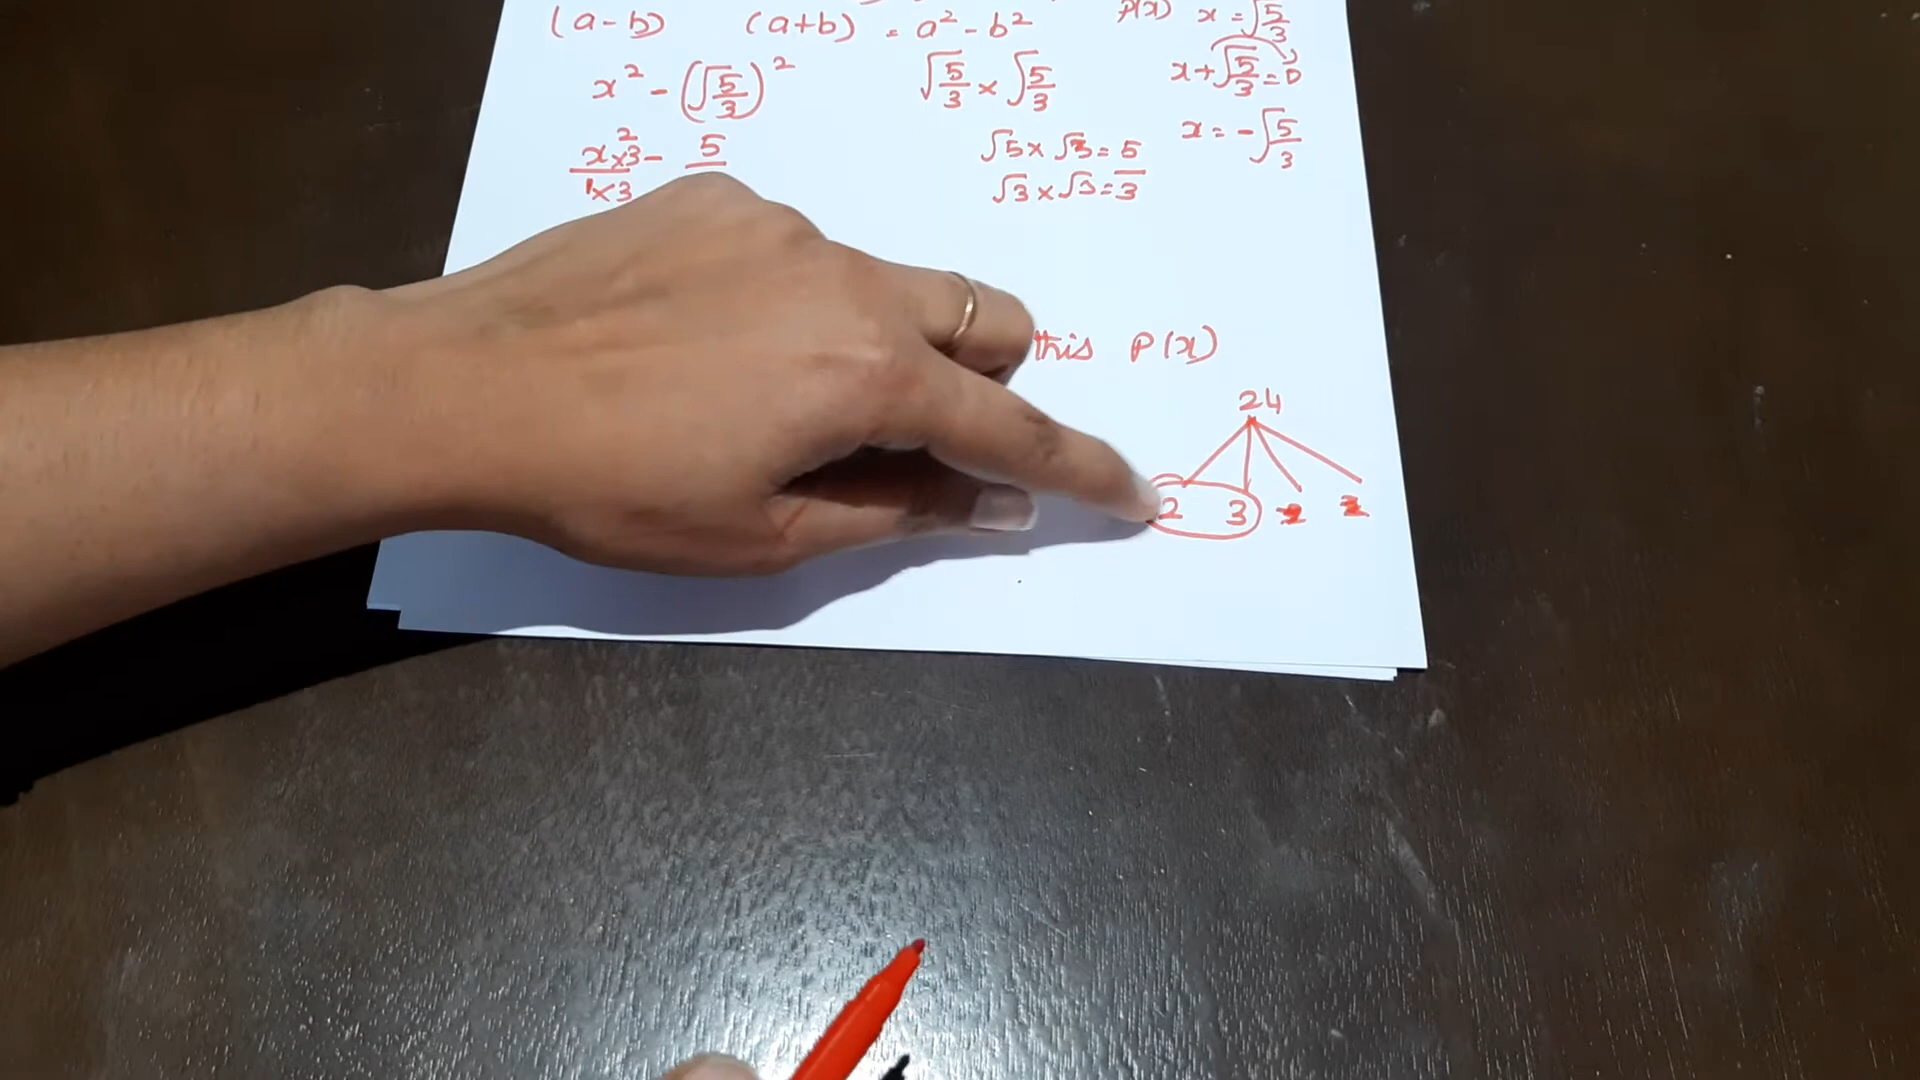 (a-b) (a+b) = a² - b²
P(x) x = √5/3
x² - (√5/3)²
√5/3 × √5/3
x + √5/3 = 0
x²×3 - 5
1×3
√5 × √5 = 5
√3 × √3 = 3
x = -√5/3
this P(x)
24
2 3 2 2